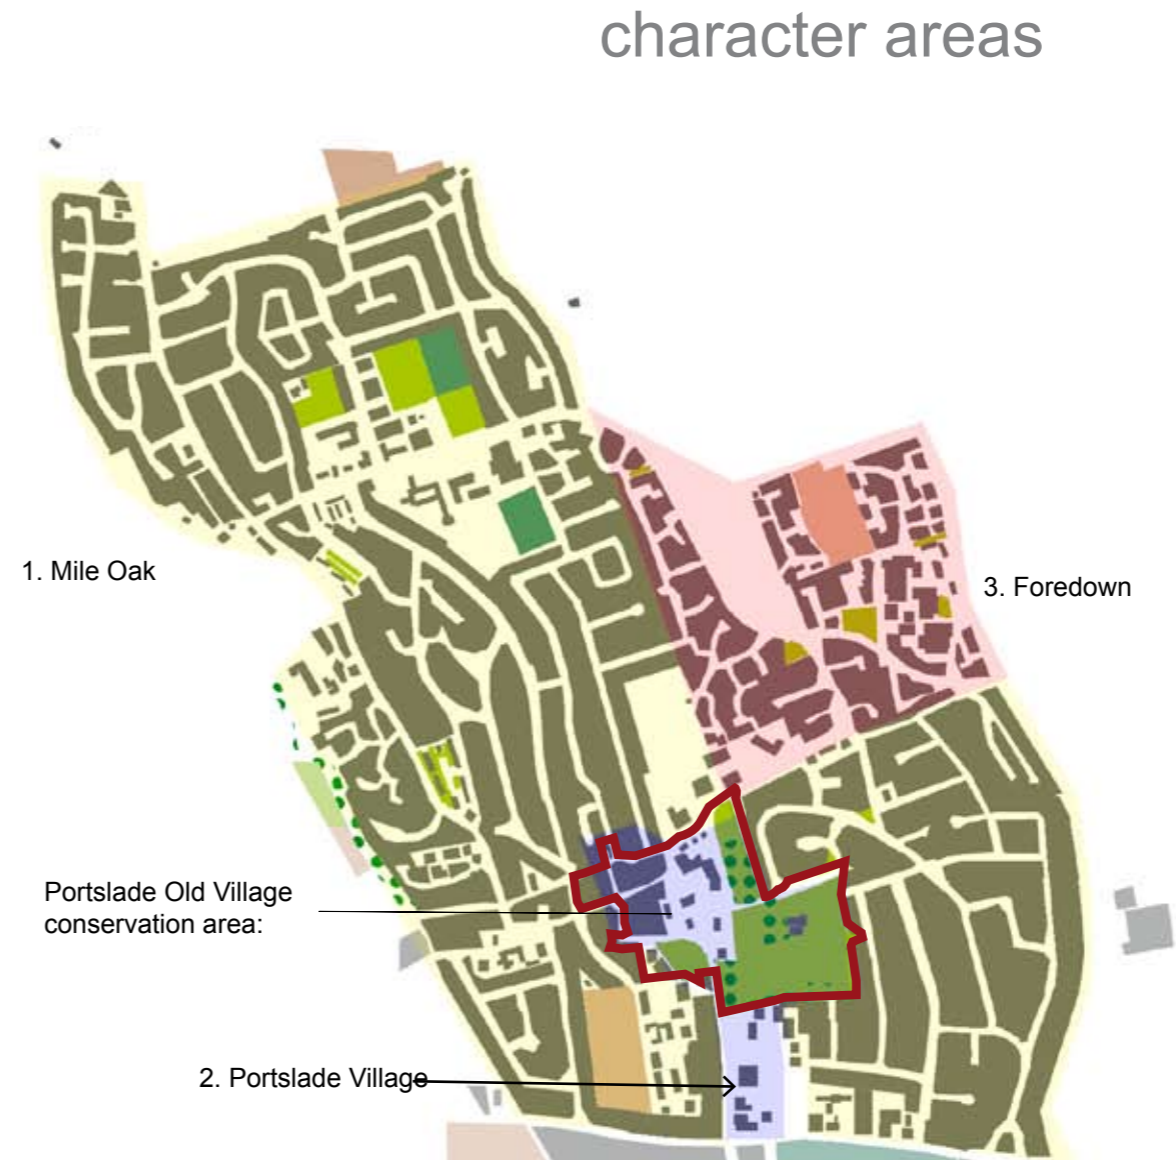 character areas
1. Mile Oak
3. Foredown
Portslade Old Village
conservation area:
2. Portslade Village